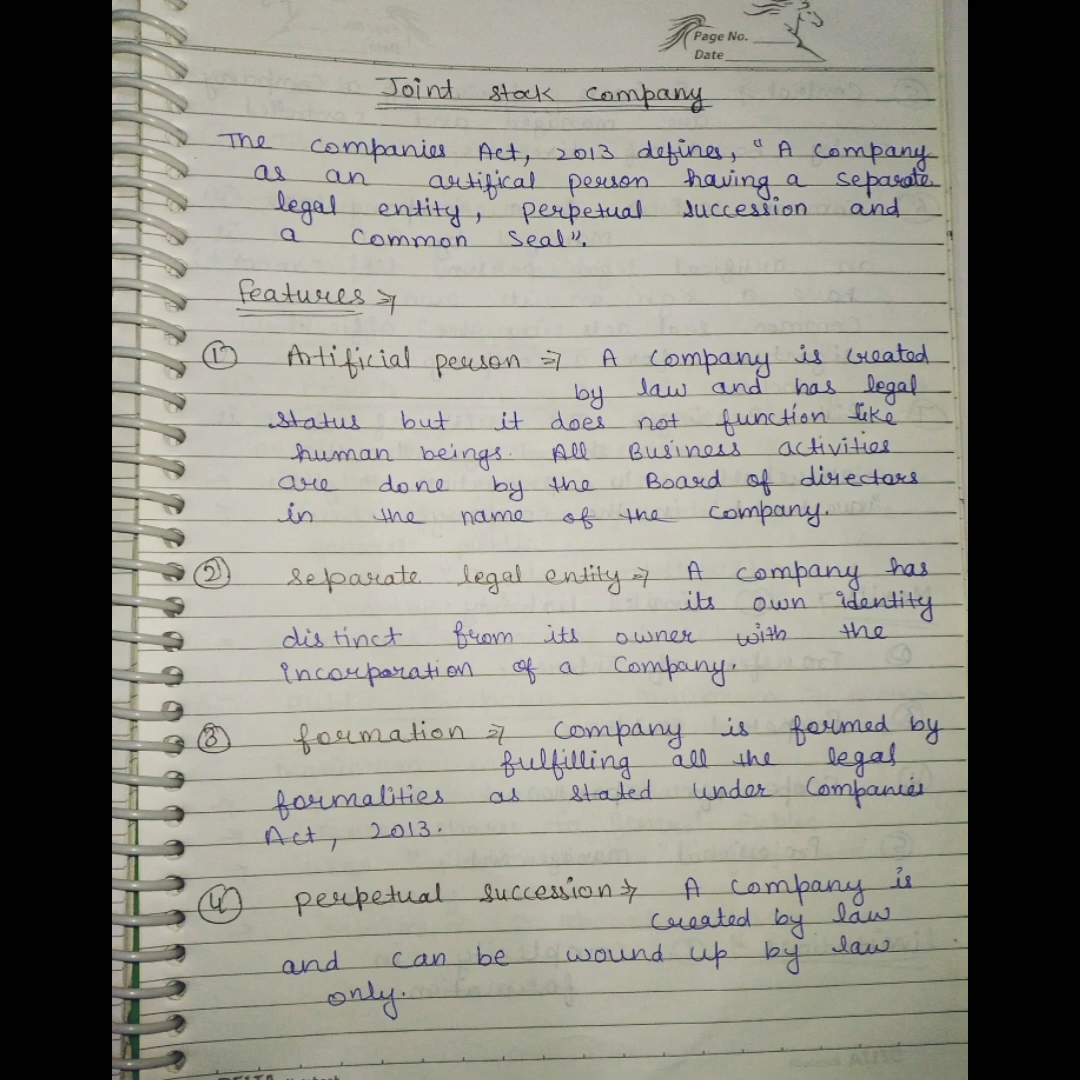 Page No.
Date
Joint stock company
The companies Act, 2013 defines, "A company
as an artifical person having a separate
legal entity, perpetual succession and
a common seal".
Features ⇒
① Artificial person ⇒ A company is created
by law and has legal
status but it does not function like
human beings. All Business activities
are done by the Board of directors
in the name of the company.
② separate legal entity ⇒ A company has
its own identity
distinct from its owner with the
incorporation of a company.
③ formation ⇒ company is formed by
fulfilling all the legal
formalities as stated under Companies
Act, 2013.
④ perpetual succession ⇒ A company is
created by law
and can be wound up by law
only.